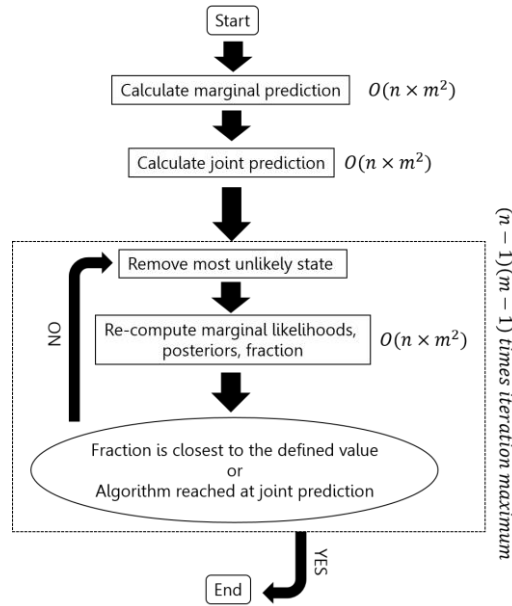 Start
Calculate marginal prediction
O(n × m²)
Calculate joint prediction
O(n × m²)
Remove most unlikely state
Re-compute marginal likelihoods,
posteriors, fraction
O(n × m²)
NO
Fraction is closest to the defined value
or
Algorithm reached at joint prediction
(n − 1)(m − 1) times iteration maximum
YES
End